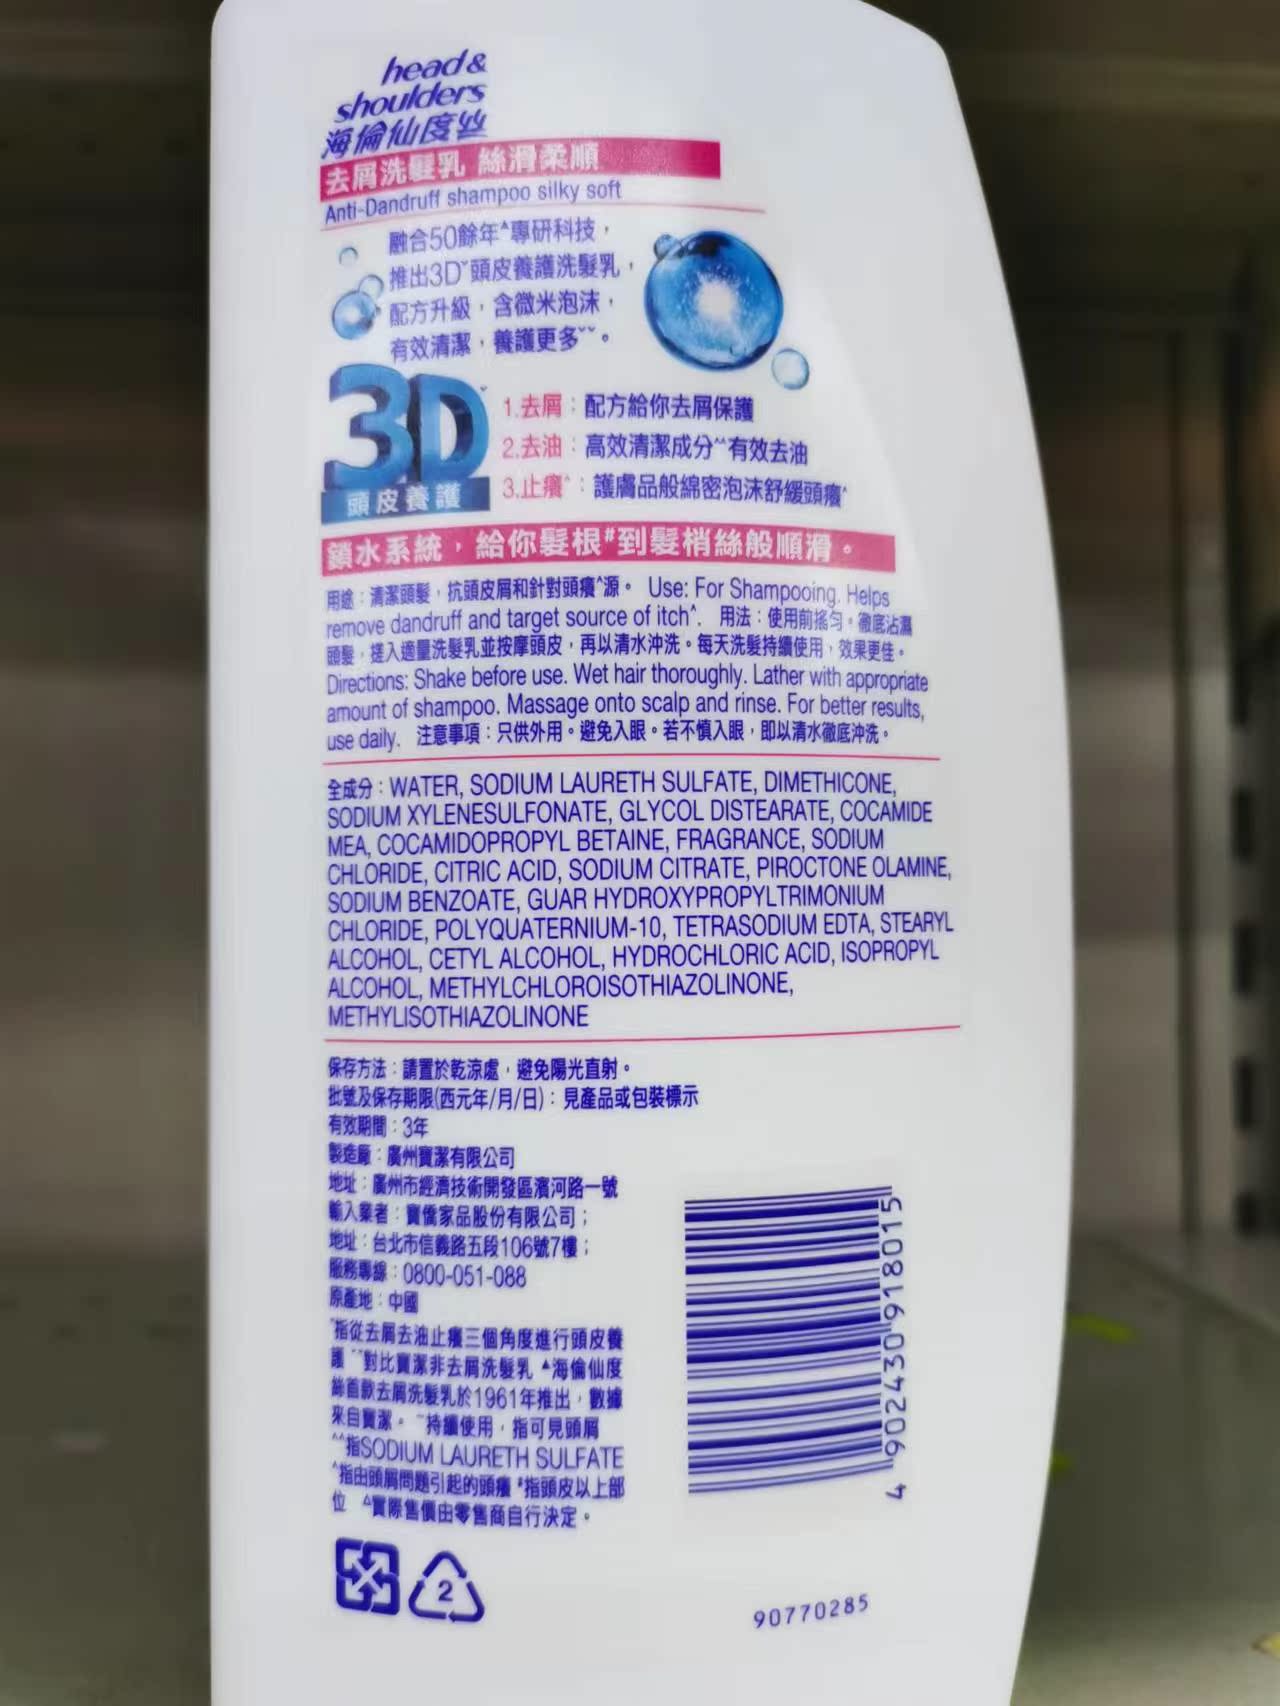 head &
shoulders
海倫仙度絲
去屑洗髮乳 絲滑柔順
Anti-Dandruff shampoo silky soft
融合50餘年▲專研科技，
推出3Dˇ頭皮養護洗髮乳，
配方升級，含微米泡沫，
有效清潔，養護更多ˇˇ。
3Dˇ
頭皮養護
1.去屑：配方給你去屑保護
2.去油：高效清潔成分^^有效去油
3.止癢^：護膚品般綿密泡沫舒緩頭癢^
鎖水系統，給你髮根#到髮梢絲般順滑。
用途：清潔頭髮，抗頭皮屑和針對頭癢^源。 Use: For Shampooing. Helps
remove dandruff and target source of itch^. 用法：使用前搖勻。徹底沾濕
頭髮，搓入適量洗髮乳並按摩頭皮，再以清水沖洗。每天洗髮持續使用，效果更佳。
Directions: Shake before use. Wet hair thoroughly. Lather with appropriate
amount of shampoo. Massage onto scalp and rinse. For better results,
use daily. 注意事項：只供外用。避免入眼。若不慎入眼，即以清水徹底沖洗。
全成分：WATER, SODIUM LAURETH SULFATE, DIMETHICONE,
SODIUM XYLENESULFONATE, GLYCOL DISTEARATE, COCAMIDE
MEA, COCAMIDOPROPYL BETAINE, FRAGRANCE, SODIUM
CHLORIDE, CITRIC ACID, SODIUM CITRATE, PIROCTONE OLAMINE,
SODIUM BENZOATE, GUAR HYDROXYPROPYLTRIMONIUM
CHLORIDE, POLYQUATERNIUM-10, TETRASODIUM EDTA, STEARYL
ALCOHOL, CETYL ALCOHOL, HYDROCHLORIC ACID, ISOPROPYL
ALCOHOL, METHYLCHLOROISOTHIAZOLINONE,
METHYLISOTHIAZOLINONE
保存方法：請置於乾涼處，避免陽光直射。
批號及保存期限(西元年/月/日)：見產品或包裝標示
有效期間：3年
製造廠：廣州寶潔有限公司
地址：廣州市經濟技術開發區濱河路一號
輸入業者：寶僑家品股份有限公司；
地址：台北市信義路五段106號7樓；
服務專線：0800-051-088
原產地：中國
ˇ指從去屑去油止癢三個角度進行頭皮養
護 ˇˇ對比寶潔非去屑洗髮乳 ▲海倫仙度
絲首款去屑洗髮乳於1961年推出，數據
來自寶潔。 ~持續使用，指可見頭屑
^^指SODIUM LAURETH SULFATE
^指由頭屑問題引起的頭癢 #指頭皮以上部
位 △實際售價由零售商自行決定。
4902430918015
2
90770285